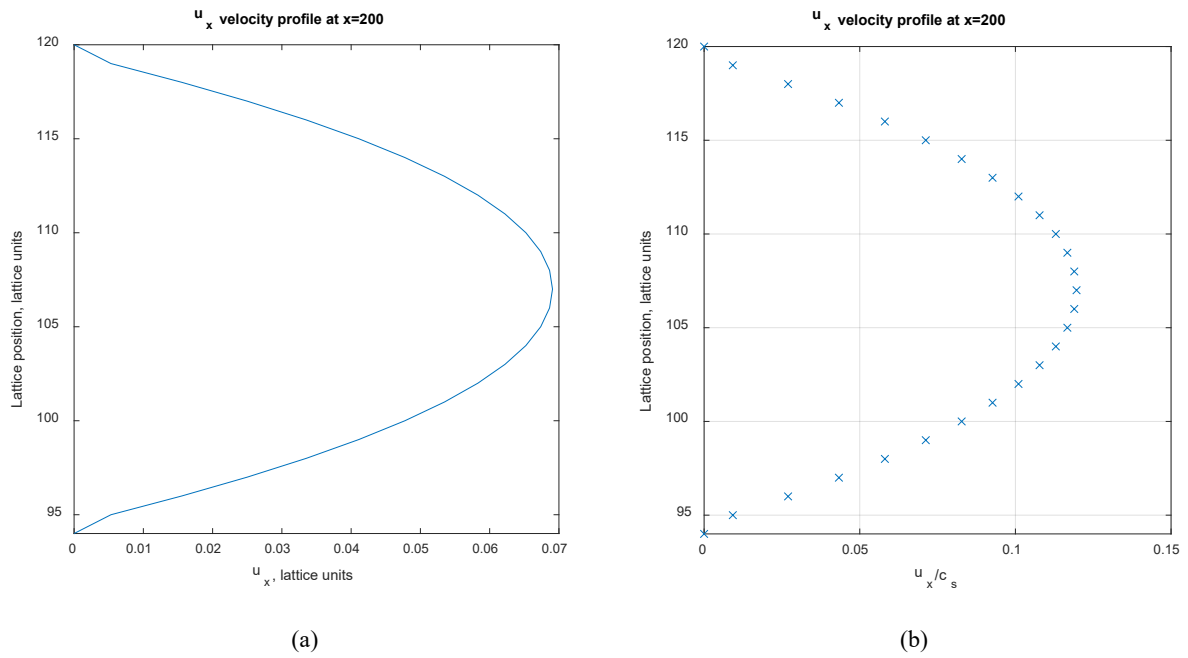 u x velocity profile at x=200
120
115
110
105
100
95
Lattice position, lattice units
0 0.01 0.02 0.03 0.04 0.05 0.06 0.07
u x, lattice units
(a)
u x velocity profile at x=200
120
115
110
105
100
95
Lattice position, lattice units
0 0.05 0.1 0.15
u x/c s
(b)